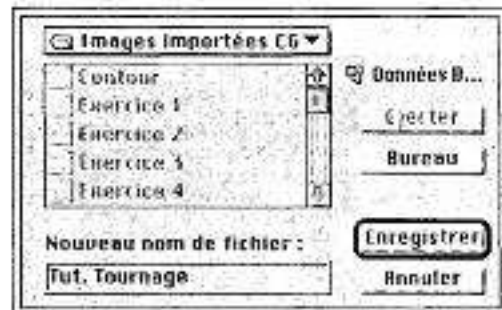 Images Importées CG
Contour
Exercice 1
Exercice 2
Exercice 3
Exercice 4
Données B...
Ejecter
Bureau
Nouveau nom de fichier :
Tut. Tournage
Enregistrer
Annuler